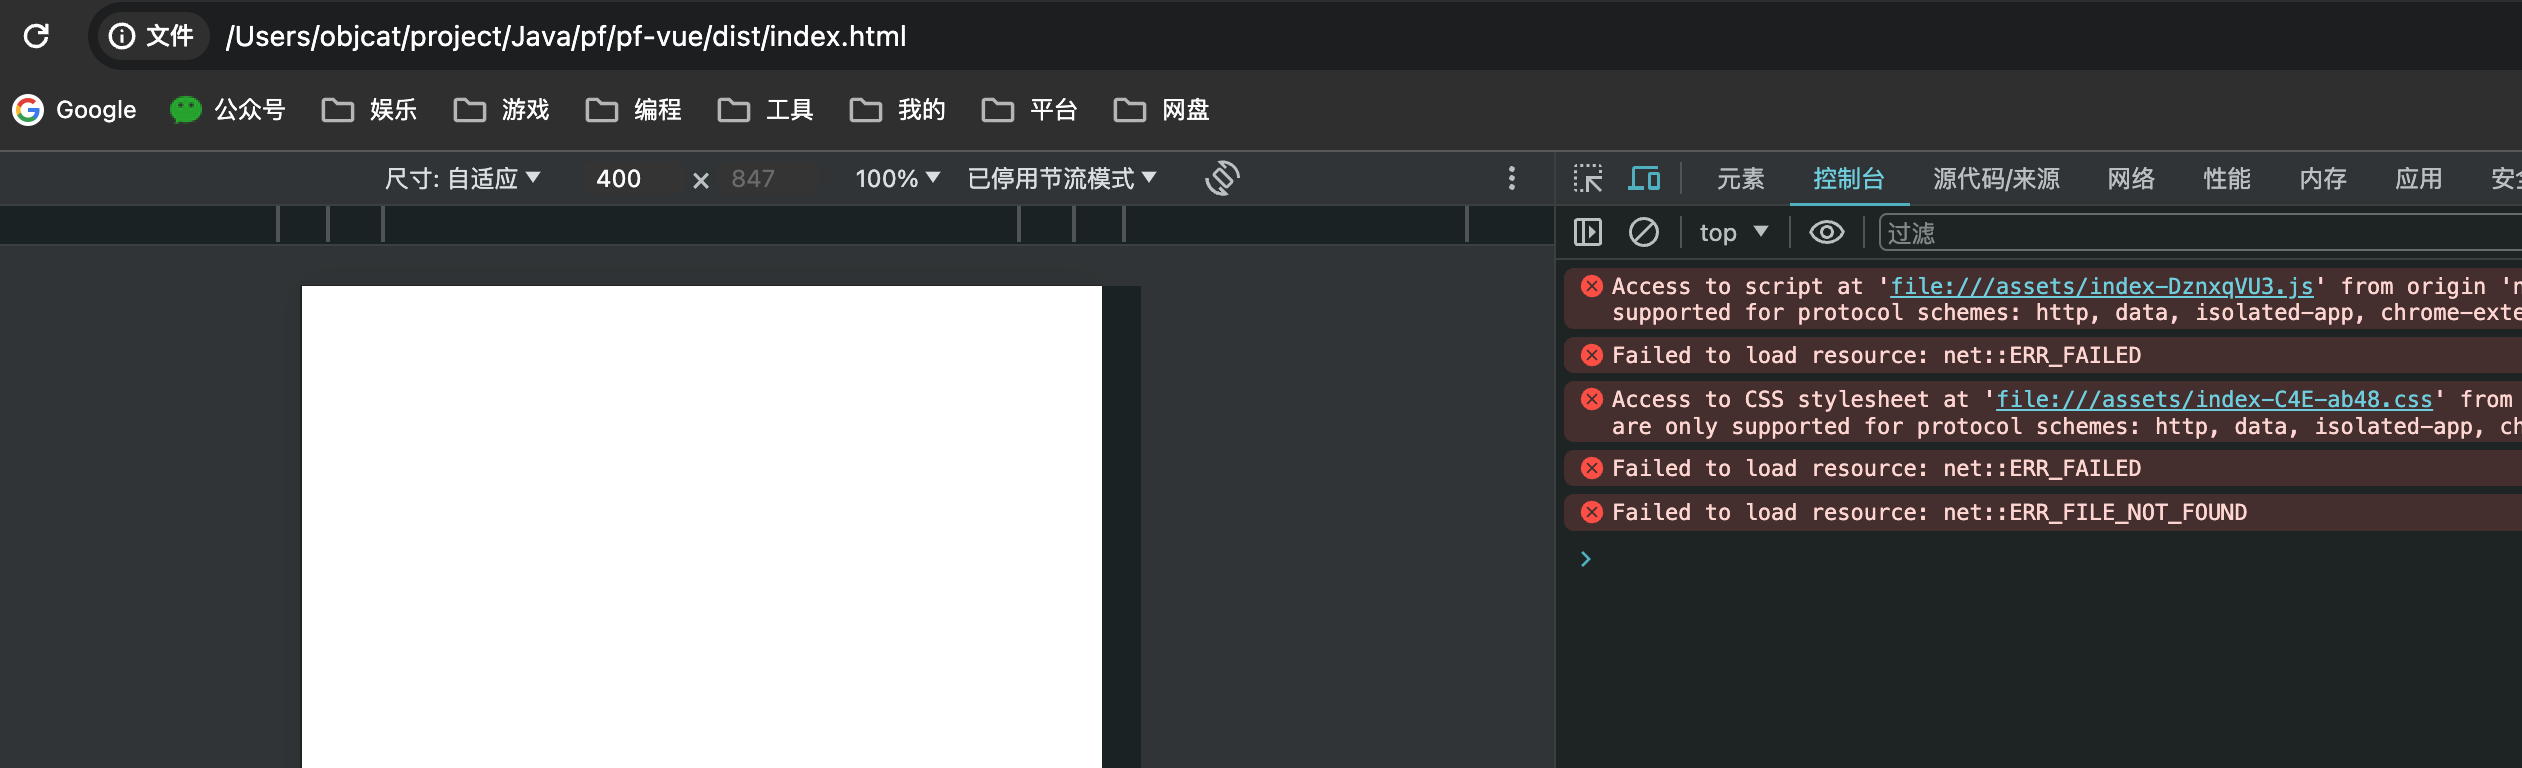 文件 /Users/objcat/project/Java/pf/pf-vue/dist/index.html
Google 公众号 娱乐 游戏 编程 工具 我的 平台 网盘
尺寸: 自适应 400 × 847 100% 已停用节流模式
元素 控制台 源代码/来源 网络 性能 内存 应用 安
top 过滤
Access to script at 'file:///assets/index-DznxqVU3.js' from origin '
supported for protocol schemes: http, data, isolated-app, chrome-exte
Failed to load resource: net::ERR_FAILED
Access to CSS stylesheet at 'file:///assets/index-C4E-ab48.css' from
are only supported for protocol schemes: http, data, isolated-app, ch
Failed to load resource: net::ERR_FAILED
Failed to load resource: net::ERR_FILE_NOT_FOUND